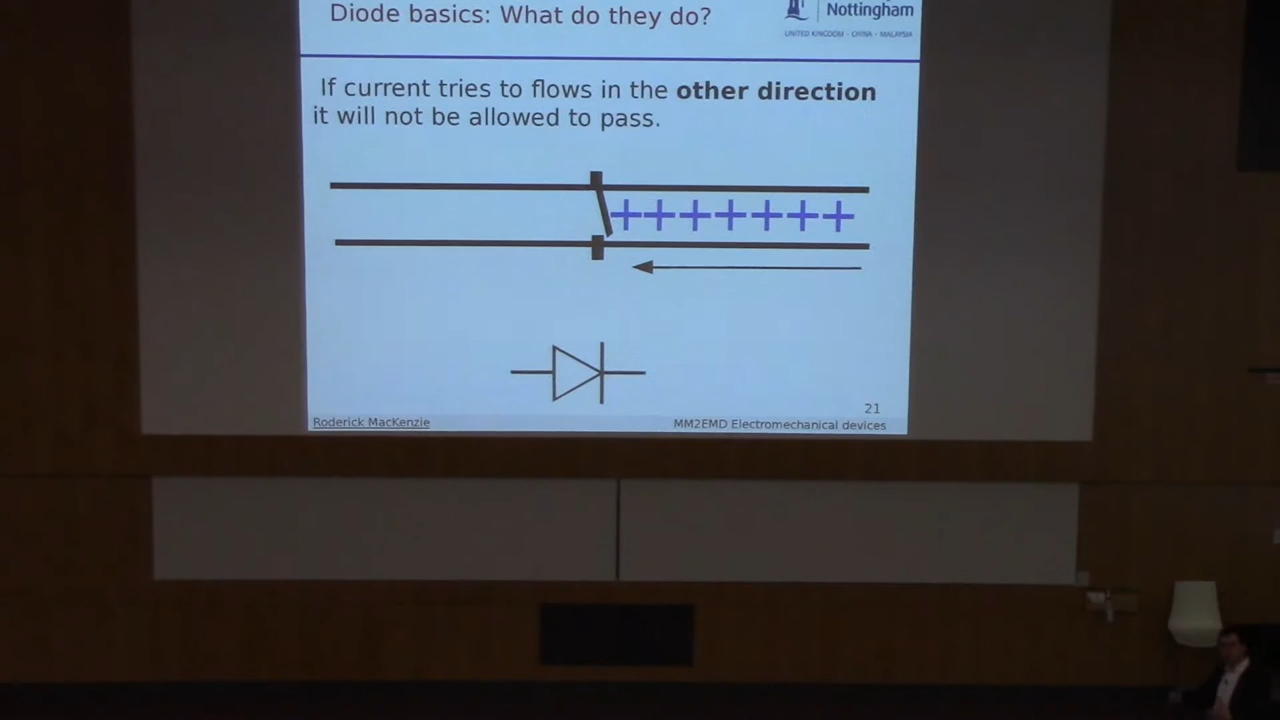 Diode basics: What do they do?
Nottingham
UNITED KINGDOM · CHINA · MALAYSIA
If current tries to flows in the other direction
it will not be allowed to pass.
+++++++
21
Roderick MacKenzie
MM2EMD Electromechanical devices